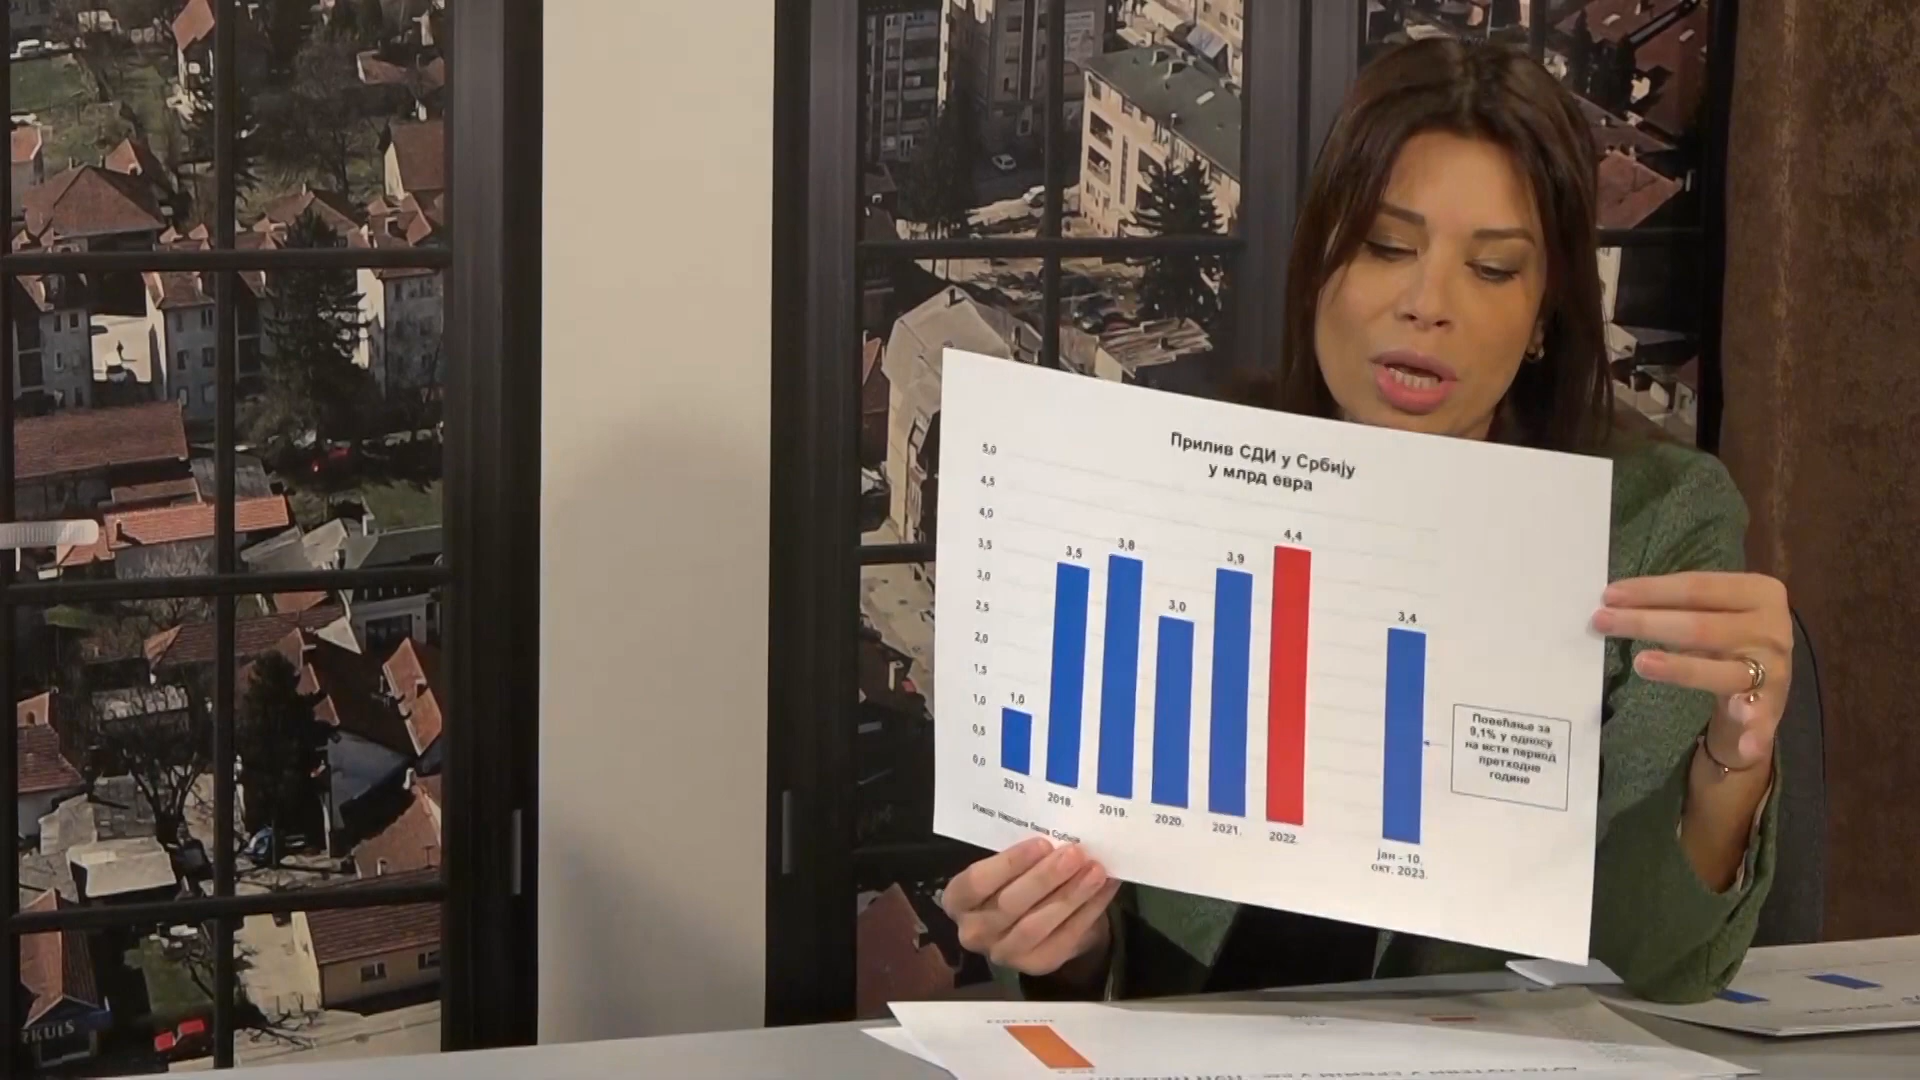 Прилив СДИ у Србију
у млрд евра
5,0
4,5
4,0
3,5
3,0
2,5
2,0
1,5
1,0
0,5
0,0
1,0
3,5
3,8
3,0
3,9
4,4
3,4
2012.
2018.
2019.
2020.
2021.
2022.
јан - 10.
окт. 2023.
Повећање за
9,1% у односу
на исти период
претходне
године
Извор: Народна банка Србије